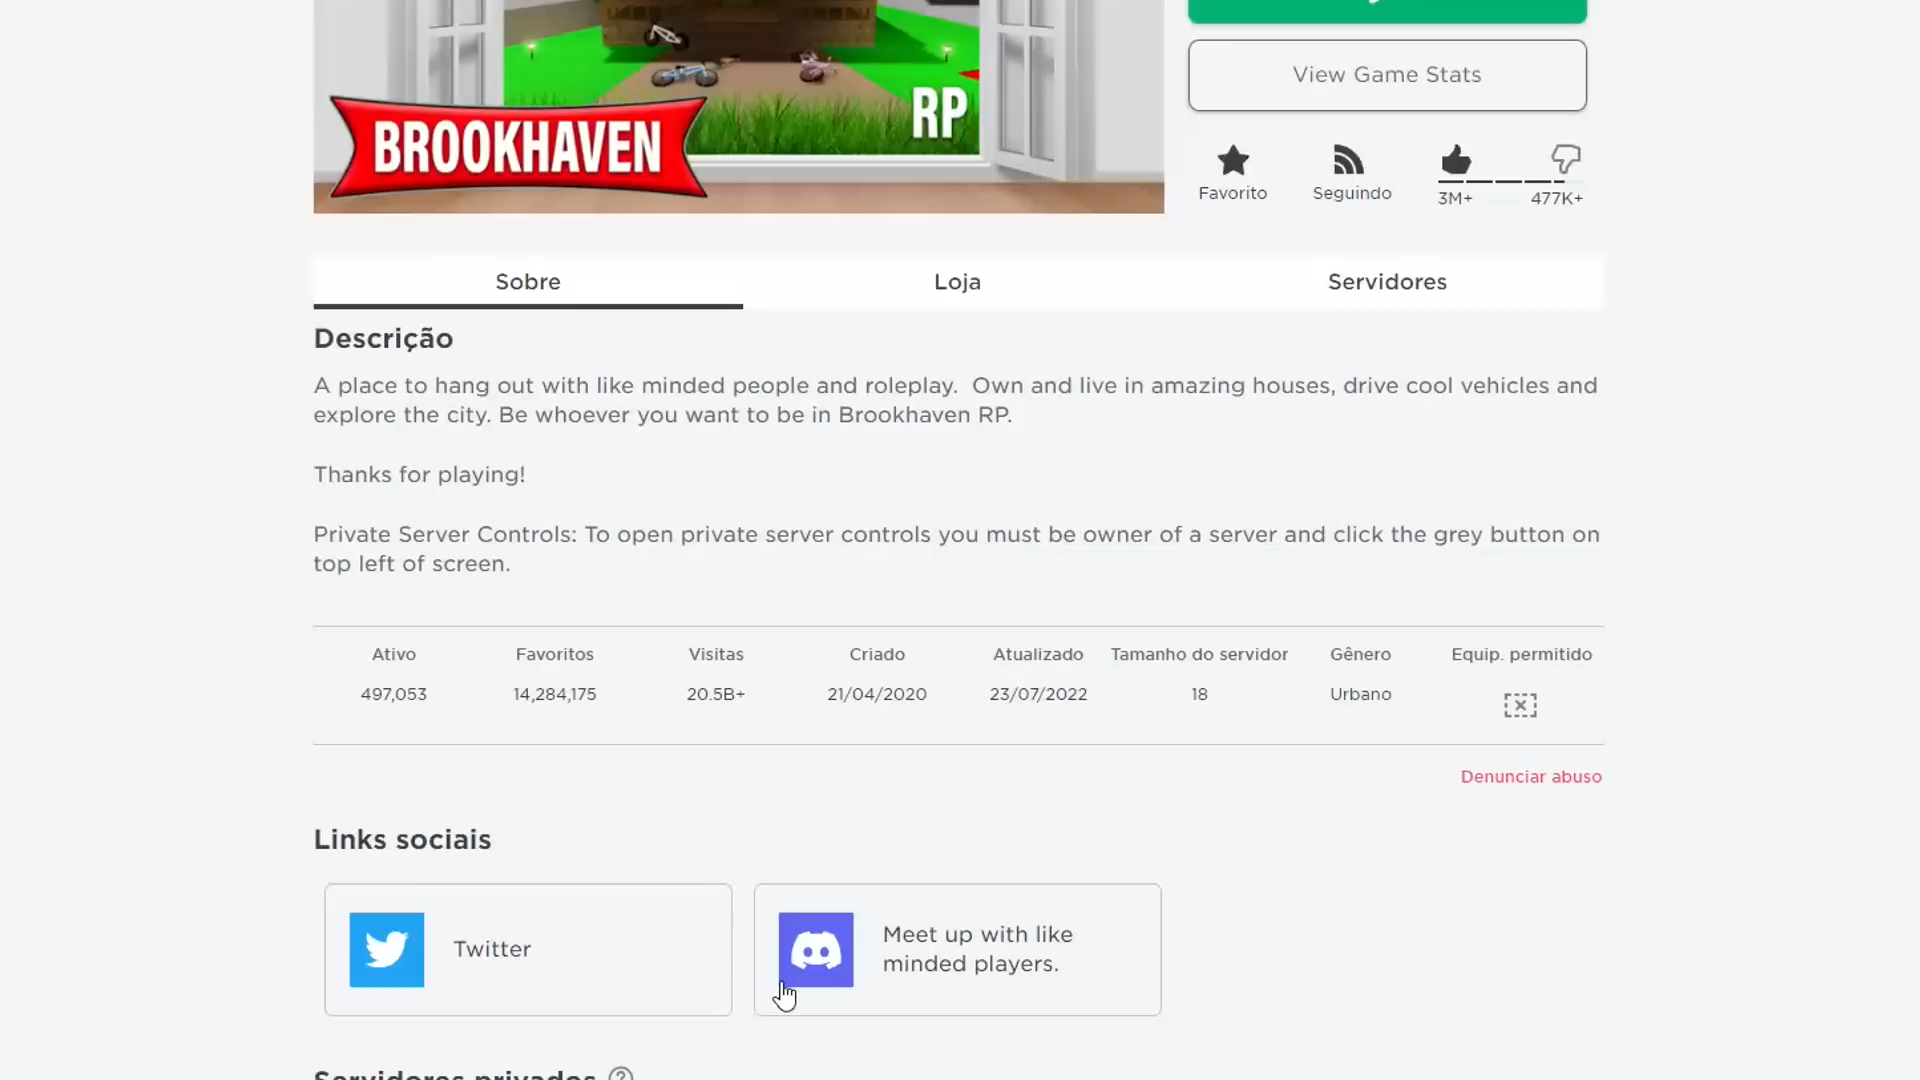 BROOKHAVEN
RP
View Game Stats
Favorito
Seguindo
3M+
477K+
Sobre
Loja
Servidores
Descrição
A place to hang out with like minded people and roleplay.  Own and live in amazing houses, drive cool vehicles and
explore the city. Be whoever you want to be in Brookhaven RP.
Thanks for playing!
Private Server Controls: To open private server controls you must be owner of a server and click the grey button on
top left of screen.
Ativo
Favoritos
Visitas
Criado
Atualizado
Tamanho do servidor
Gênero
Equip. permitido
497,053
14,284,175
20.5B+
21/04/2020
23/07/2022
18
Urbano
Denunciar abuso
Links sociais
Twitter
Meet up with like
minded players.
Servidores privados